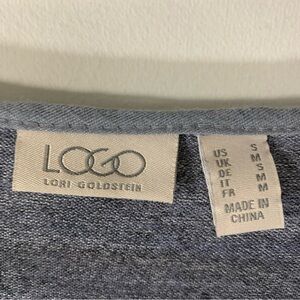 LOGO
LORI GOLDSTEIN
US S
UK M
DE S
IT M
FR M
MADE IN
CHINA